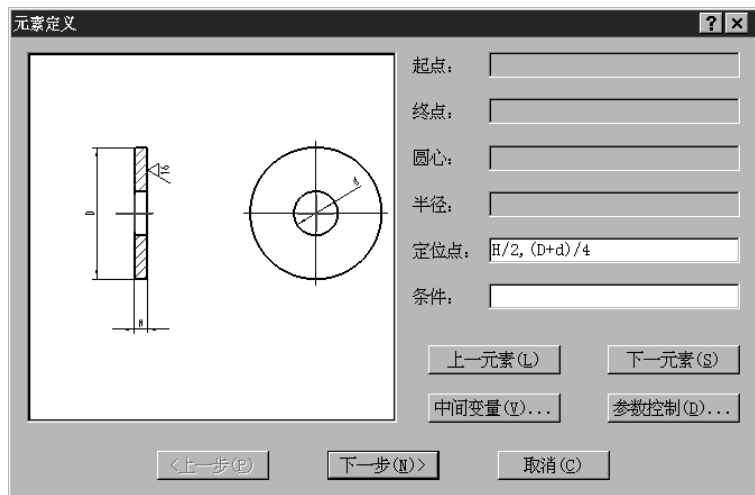 元素定义
起点:
终点:
圆心:
半径:
定位点: H/2,(D+d)/4
条件:
上一元素(L) 下一元素(S)
中间变量(V)... 参数控制(D)...
<上一步(P) 下一步(N)> 取消(C)
D
16
d
H